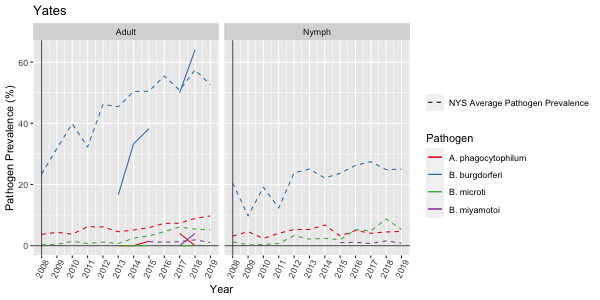 Yates
Adult
Nymph
Pathogen Prevalence (%)
60
40
20
0
2008 2009 2010 2011 2012 2013 2014 2015 2016 2017 2018 2019
2008 2009 2010 2011 2012 2013 2014 2015 2016 2017 2018 2019
Year
NYS Average Pathogen Prevalence
Pathogen
A. phagocytophilum
B. burgdorferi
B. microti
B. miyamotoi